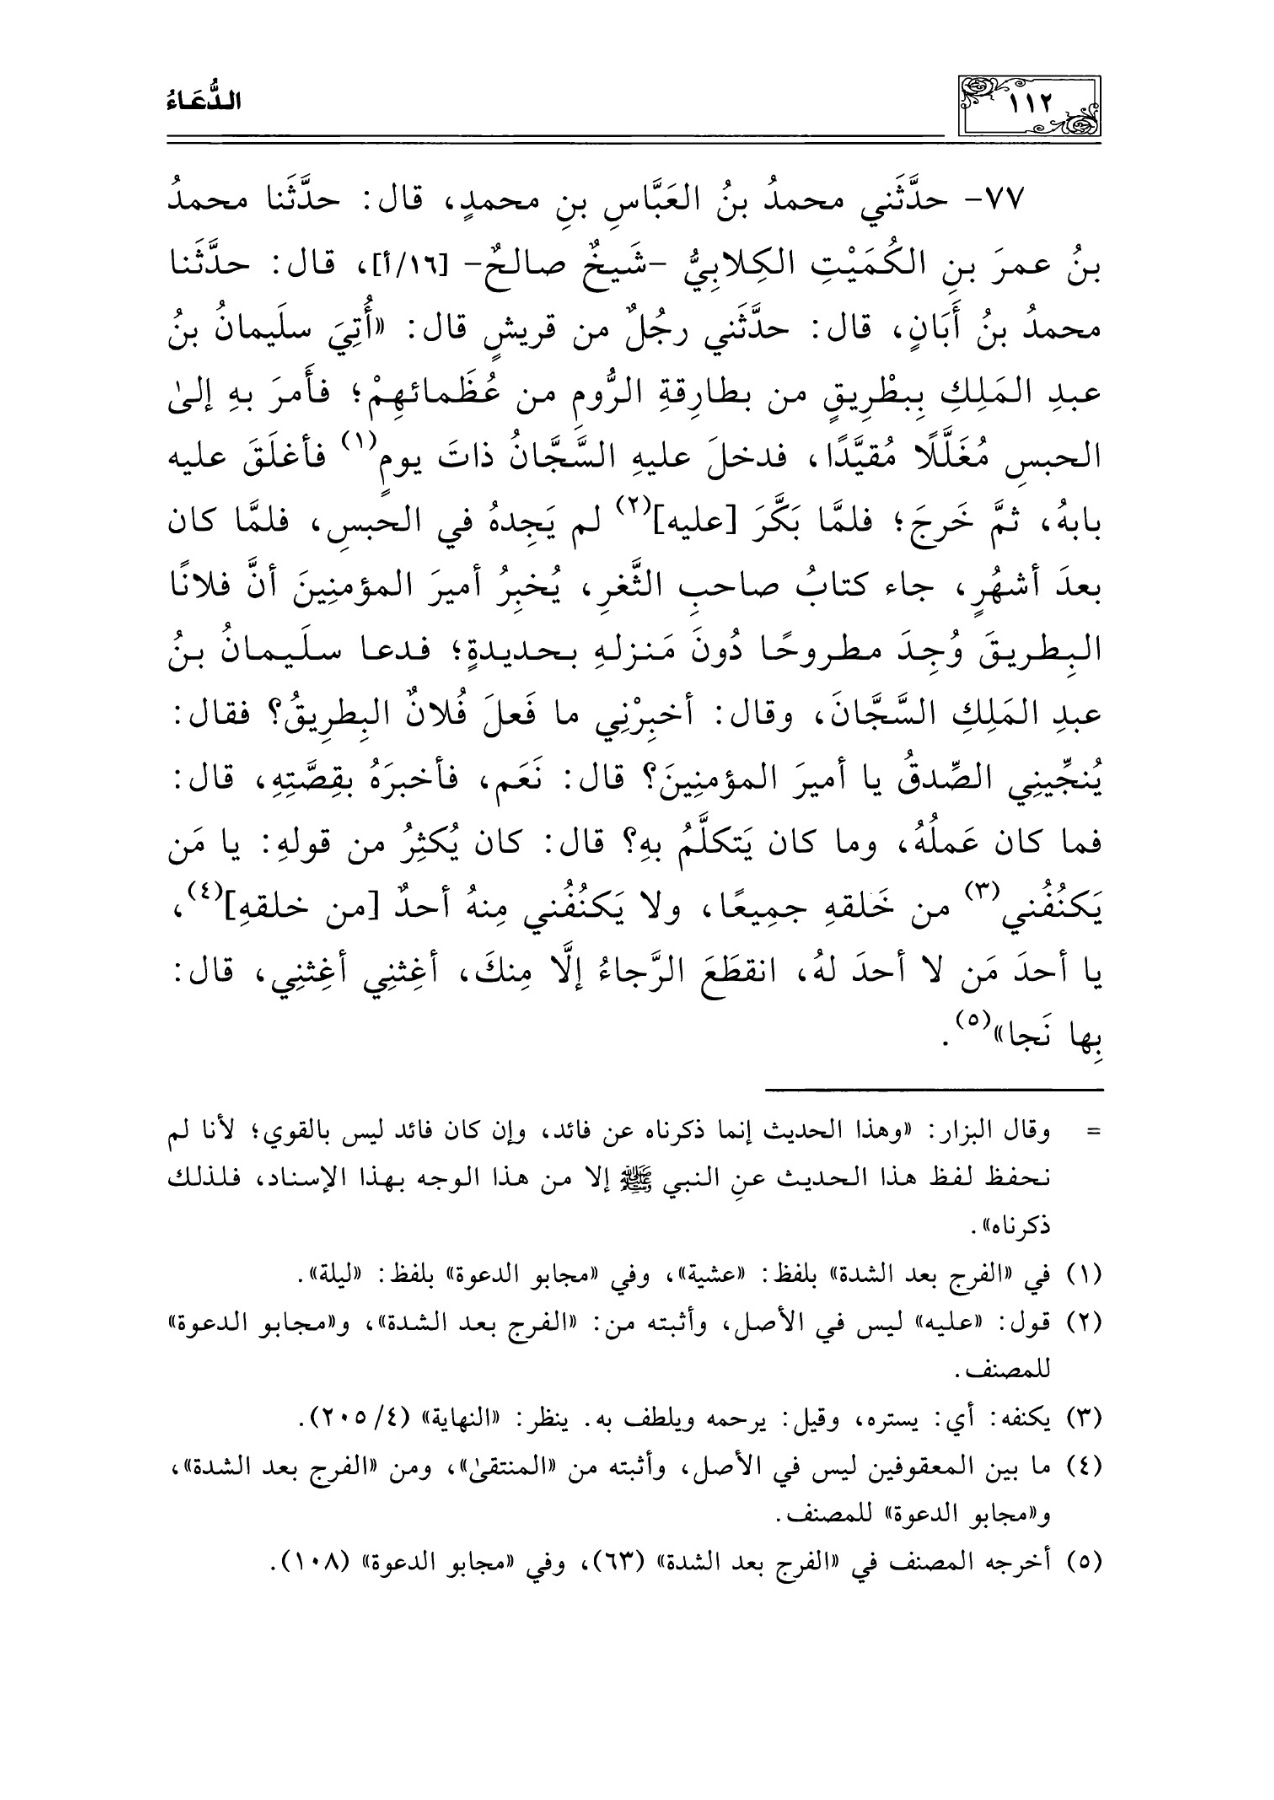 ١١٢
الدُّعَاءُ
٧٧- حدَّثَني محمدُ بنُ العَبَّاسِ بنِ محمدٍ، قال: حدَّثَنا محمدُ
بنُ عمرَ بنِ الكُمَيْتِ الكِلابِيُّ -شَيخٌ صالحٌ- [١٦/أ]، قال: حدَّثَنا
محمدُ بنُ أَبَانٍ، قال: حدَّثَني رجُلٌ من قريشٍ قال: «أُتِيَ سلَيمانُ بنُ
عبدِ المَلِكِ بِبطْرِيقٍ من بطارِقةِ الرُّومِ من عُظَمائهِمْ؛ فأَمرَ بهِ إلىٰ
الحبسِ مُغَلَّلًا مُقيَّدًا، فدخلَ عليهِ السَّجَّانُ ذاتَ يومٍ(١) فأغلَقَ عليه
بابهُ، ثمَّ خَرجَ؛ فلمَّا بَكَّرَ [عليه](٢) لم يَجِدهُ في الحَبسِ، فلمَّا كان
بعدَ أشهُرٍ، جاء كتابُ صاحبِ الثَّغرِ، يُخبِرُ أميرَ المؤمنِينَ أنَّ فلانًا
البِطريقَ وُجِدَ مطروحًا دُونَ مَنزلهِ بحديدةٍ؛ فدعا سلَيمانُ بنُ
عبدِ المَلِكِ السَّجَّانَ، وقال: أخبِرْنِي ما فَعلَ فُلانٌ البِطرِيقُ؟ فقال:
يُنجِّينِي الصِّدقُ يا أميرَ المؤمنِينَ؟ قال: نَعَم، فأخبرَهُ بقِصَّتِهِ، قال:
فما كان عَملُهُ، وما كان يَتكلَّمُ بهِ؟ قال: كان يُكثِرُ من قولهِ: يا مَن
يَكنُفُني(٣) من خَلقهِ جمِيعًا، ولا يَكنُفُني مِنهُ أحدٌ [من خلقهِ](٤)،
يا أحدَ مَن لا أحدَ لهُ، انقطَعَ الرَّجاءُ إلَّا مِنكَ، أغِثنِي أغِثنِي، قال:
بِها نَجا»(٥).
= وقال البزار: «وهذا الحديث إنما ذكرناه عن فائد، وإن كان فائد ليس بالقوي؛ لأنا لم
نحفظ لفظ هذا الحديث عنِ النبي ﷺ إلا من هذا الوجه بهذا الإسناد، فلذلك
ذكرناه».
(١) في «الفرج بعد الشدة» بلفظ: «عشية»، وفي «مجابو الدعوة» بلفظ: «ليلة».
(٢) قول: «عليه» ليس في الأصل، وأثبته من: «الفرج بعد الشدة»، و«مجابو الدعوة»
للمصنف.
(٣) يكنفه: أي: يستره، وقيل: يرحمه ويلطف به. ينظر: «النهاية» (٤/ ٢٠٥).
(٤) ما بين المعقوفين ليس في الأصل، وأثبته من «المنتقىٰ»، ومن «الفرج بعد الشدة»،
و«مجابو الدعوة» للمصنف.
(٥) أخرجه المصنف في «الفرج بعد الشدة» (٦٣)، وفي «مجابو الدعوة» (١٠٨).